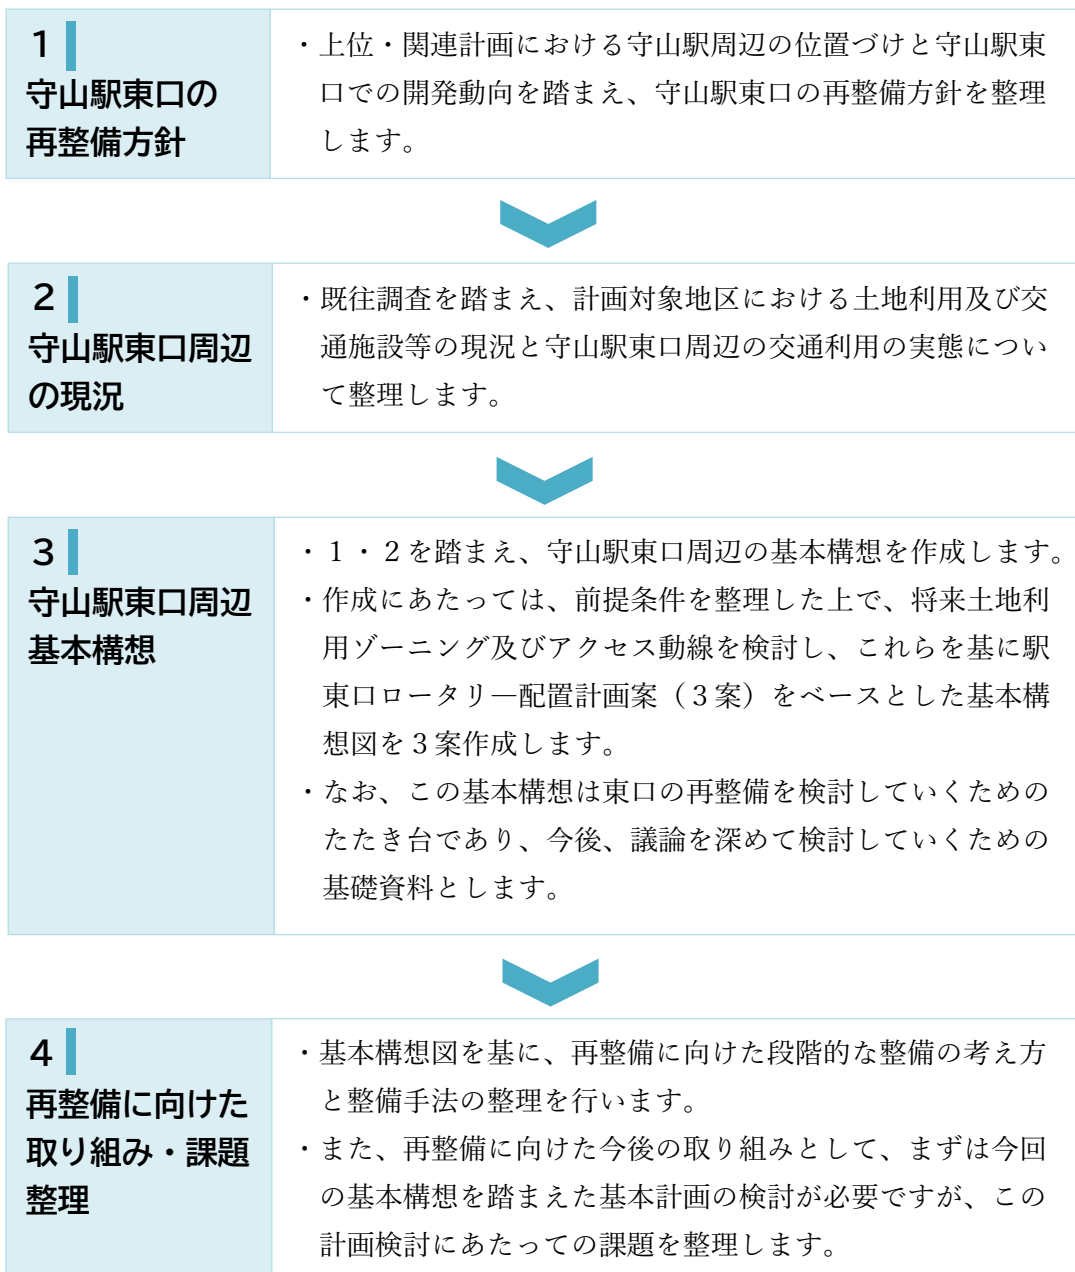 1
守山駅東口の
再整備方針
・上位・関連計画における守山駅周辺の位置づけと守山駅東
口での開発動向を踏まえ、守山駅東口の再整備方針を整理
します。
2
守山駅東口周辺
の現況
・既往調査を踏まえ、計画対象地区における土地利用及び交
通施設等の現況と守山駅東口周辺の交通利用の実態につい
て整理します。
3
守山駅東口周辺
基本構想
・１・２を踏まえ、守山駅東口周辺の基本構想を作成します。
・作成にあたっては、前提条件を整理した上で、将来土地利
用ゾーニング及びアクセス動線を検討し、これらを基に駅
東口ロータリ―配置計画案（３案）をベースとした基本構
想図を３案作成します。
・なお、この基本構想は東口の再整備を検討していくための
たたき台であり、今後、議論を深めて検討していくための
基礎資料とします。
4
再整備に向けた
取り組み・課題
整理
・基本構想図を基に、再整備に向けた段階的な整備の考え方
と整備手法の整理を行います。
・また、再整備に向けた今後の取り組みとして、まずは今回
の基本構想を踏まえた基本計画の検討が必要ですが、この
計画検討にあたっての課題を整理します。